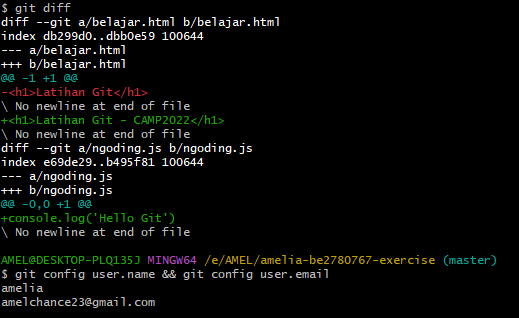 $ git diff
diff --git a/belajar.html b/belajar.html
index db299d0..dbb0e59 100644
--- a/belajar.html
+++ b/belajar.html
@@ -1 +1 @@
-<h1>Latihan Git</h1>
\ No newline at end of file
+<h1>Latihan Git - CAMP2022</h1>
\ No newline at end of file
diff --git a/ngoding.js b/ngoding.js
index e69de29..b495f81 100644
--- a/ngoding.js
+++ b/ngoding.js
@@ -0,0 +1 @@
+console.log('Hello Git')
\ No newline at end of file
AMEL@DESKTOP-PLQ135J MINGW64 /e/AMEL/amelia-be2780767-exercise (master)
$ git config user.name && git config user.email
amelia
amelchance23@gmail.com